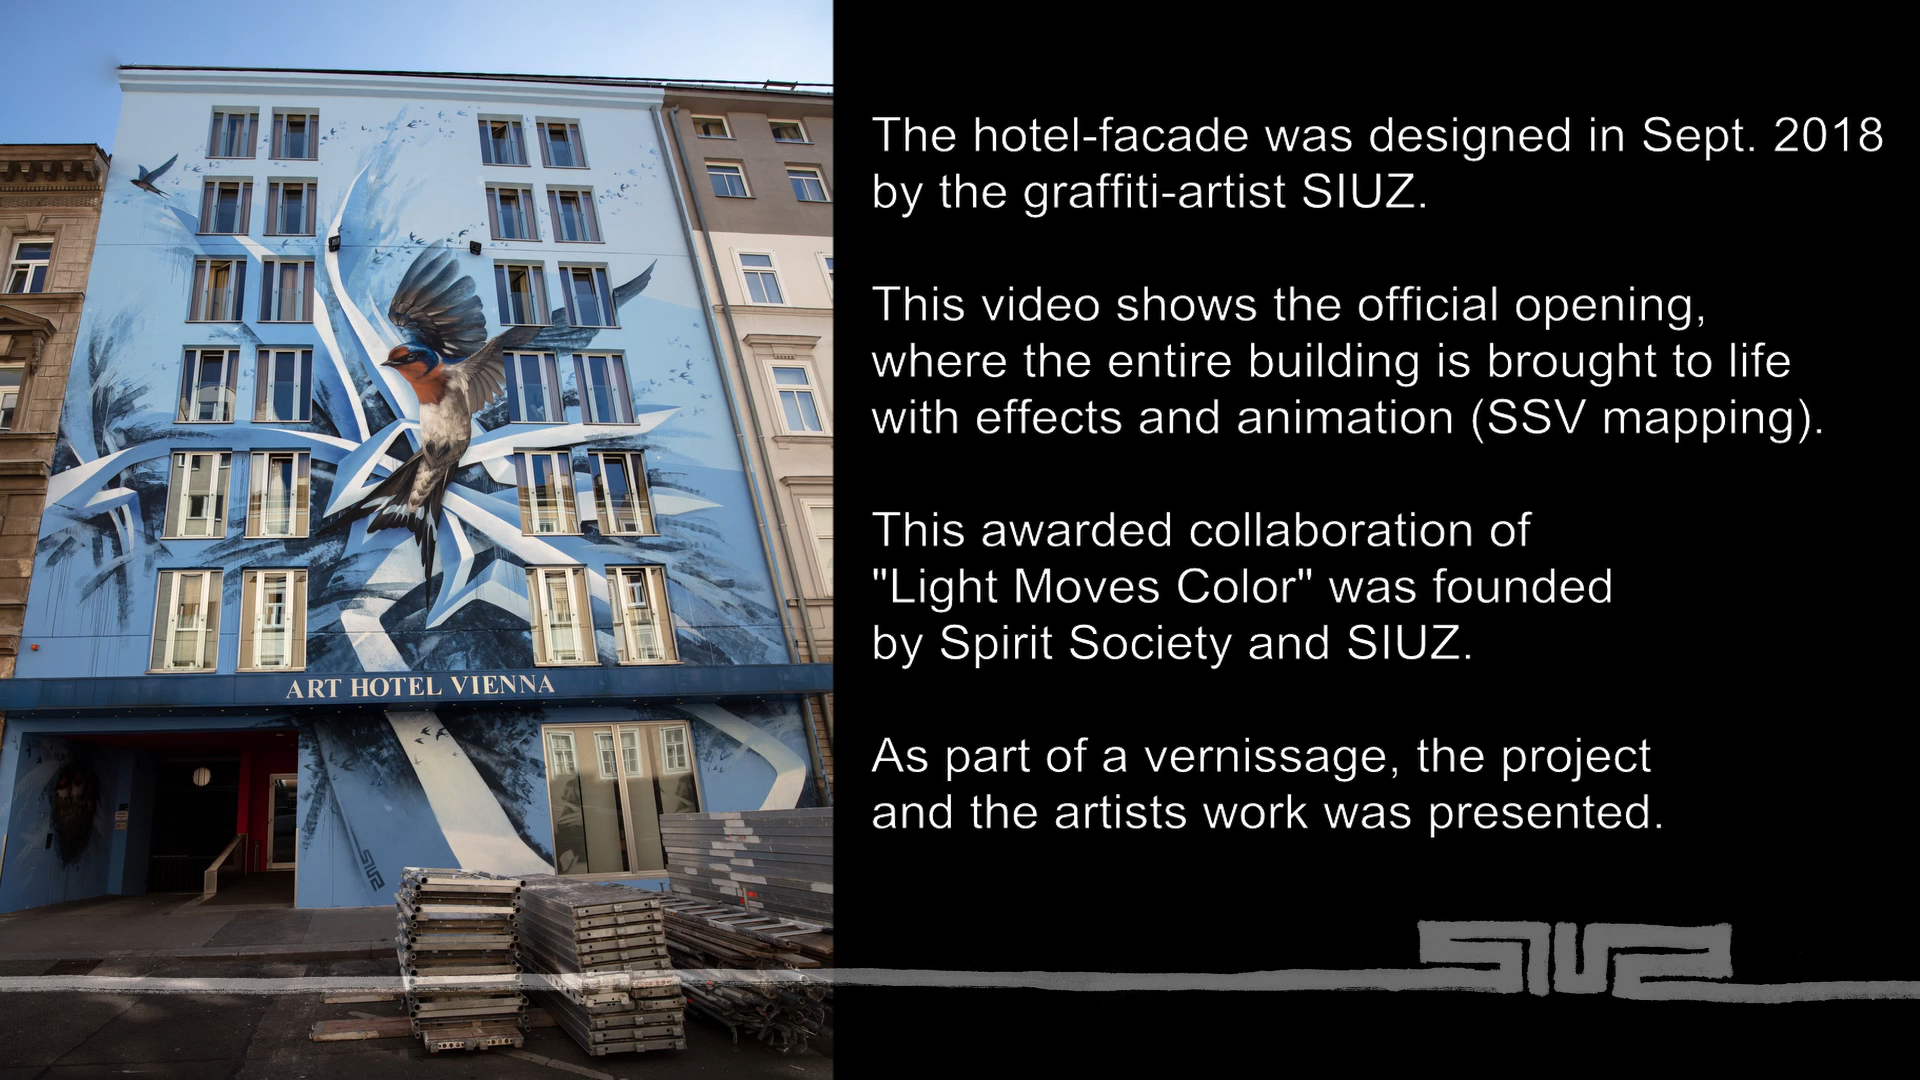 ART HOTEL VIENNA
SIUZ
The hotel-facade was designed in Sept. 2018
by the graffiti-artist SIUZ.
This video shows the official opening,
where the entire building is brought to life
with effects and animation (SSV mapping).
This awarded collaboration of
"Light Moves Color" was founded
by Spirit Society and SIUZ.
As part of a vernissage, the project
and the artists work was presented.
SIUZ